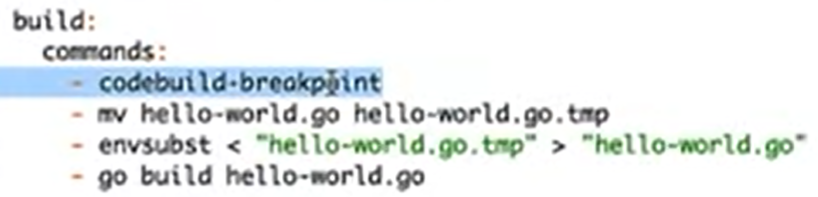 build:
commands:
- codebuild-breakpoint
- mv hello-world.go hello-world.go.tmp
- envsubst < "hello-world.go.tmp" > "hello-world.go"
- go build hello-world.go